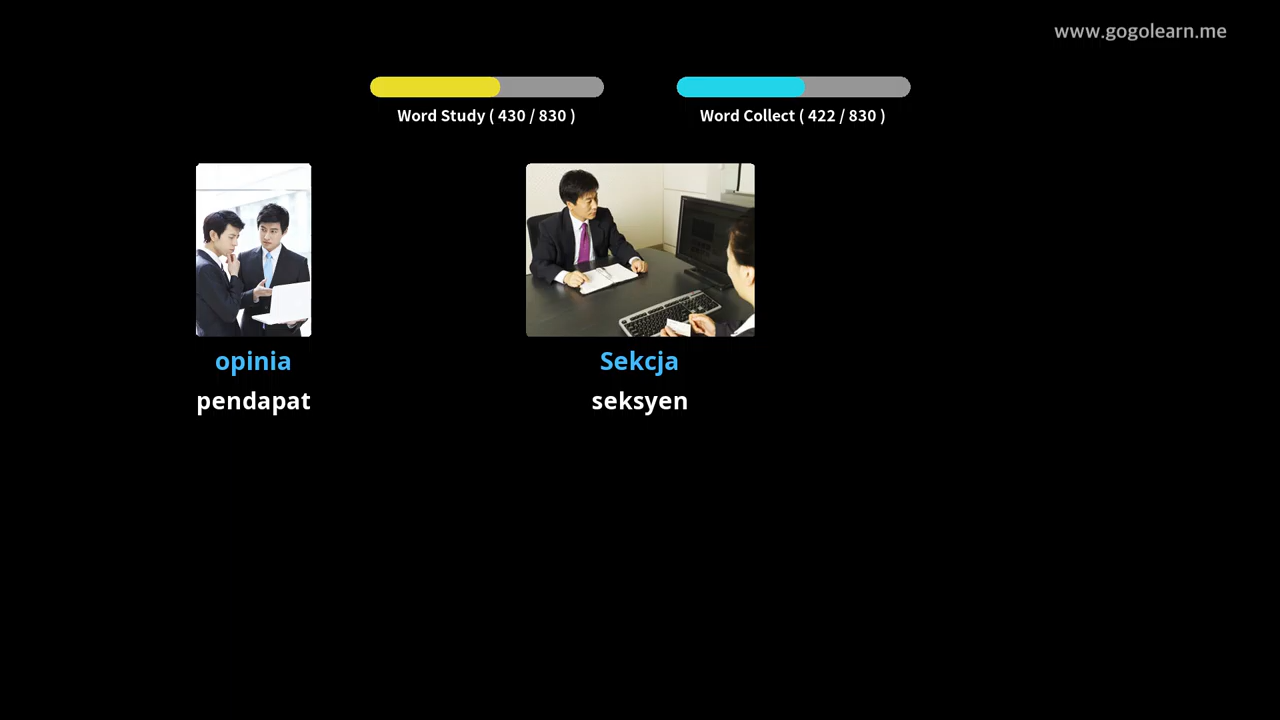 www.gogolearn.me
Word Study ( 430 / 830 )
Word Collect ( 422 / 830 )
opinia
pendapat
Sekcja
seksyen